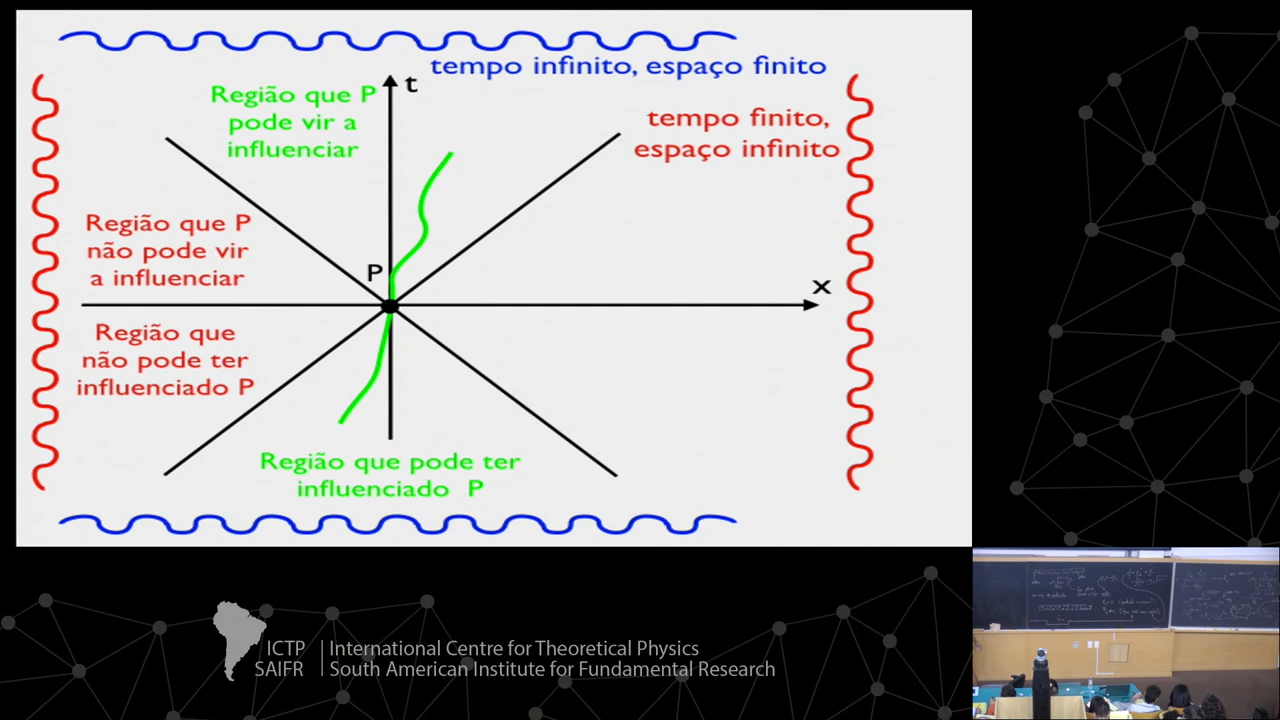 tempo infinito, espaço finito
t
Região que P
pode vir a
influenciar
tempo finito,
espaço infinito
Região que P
não pode vir
a influenciar
P
x
Região que
não pode ter
influenciado P
Região que pode ter
influenciado P
ICTP
SAIFR
International Centre for Theoretical Physics
South American Institute for Fundamental Research